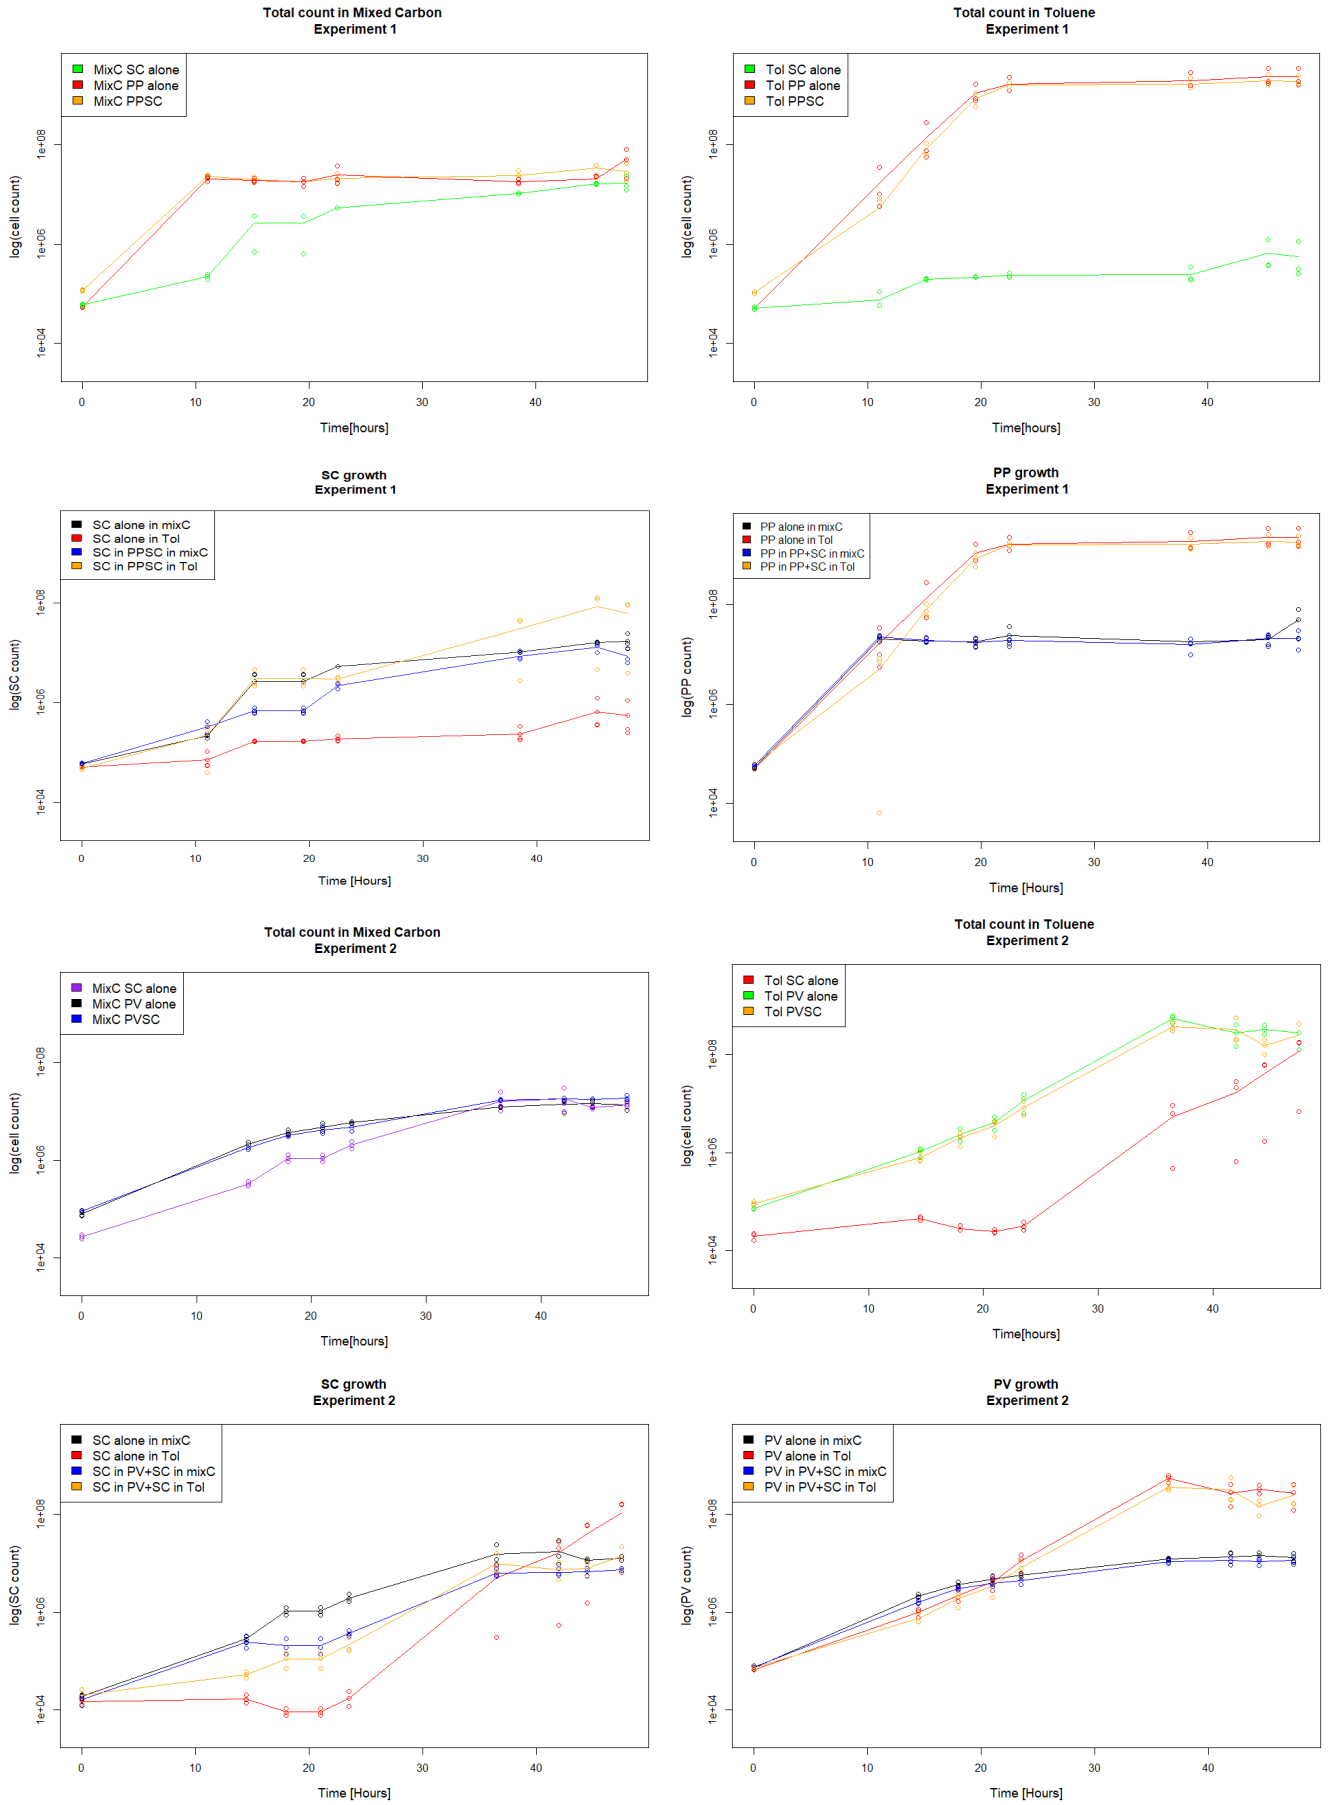 Total count in Mixed Carbon
Experiment 1
MixC SC alone
MixC PP alone
MixC PPSC
log(cell count)
1e+04
1e+06
1e+08
0
10
20
30
40
Time[hours]
Total count in Toluene
Experiment 1
Tol SC alone
Tol PP alone
Tol PPSC
log(cell count)
1e+04
1e+06
1e+08
0
10
20
30
40
Time[hours]
SC growth
Experiment 1
SC alone in mixC
SC alone in Tol
SC in PPSC in mixC
SC in PPSC in Tol
log(SC count)
1e+04
1e+06
1e+08
0
10
20
30
40
Time [Hours]
PP growth
Experiment 1
PP alone in mixC
PP alone in Tol
PP in PP+SC in mixC
PP in PP+SC in Tol
log(PP count)
1e+04
1e+06
1e+08
0
10
20
30
40
Time [Hours]
Total count in Mixed Carbon
Experiment 2
MixC SC alone
MixC PV alone
MixC PVSC
log(cell count)
1e+04
1e+06
1e+08
0
10
20
30
40
Time[hours]
Total count in Toluene
Experiment 2
Tol SC alone
Tol PV alone
Tol PVSC
log(cell count)
1e+04
1e+06
1e+08
0
10
20
30
40
Time[hours]
SC growth
Experiment 2
SC alone in mixC
SC alone in Tol
SC in PV+SC in mixC
SC in PV+SC in Tol
log(SC count)
1e+04
1e+06
1e+08
0
10
20
30
40
Time [Hours]
PV growth
Experiment 2
PV alone in mixC
PV alone in Tol
PV in PV+SC in mixC
PV in PV+SC in Tol
log(PV count)
1e+04
1e+06
1e+08
0
10
20
30
40
Time [Hours]